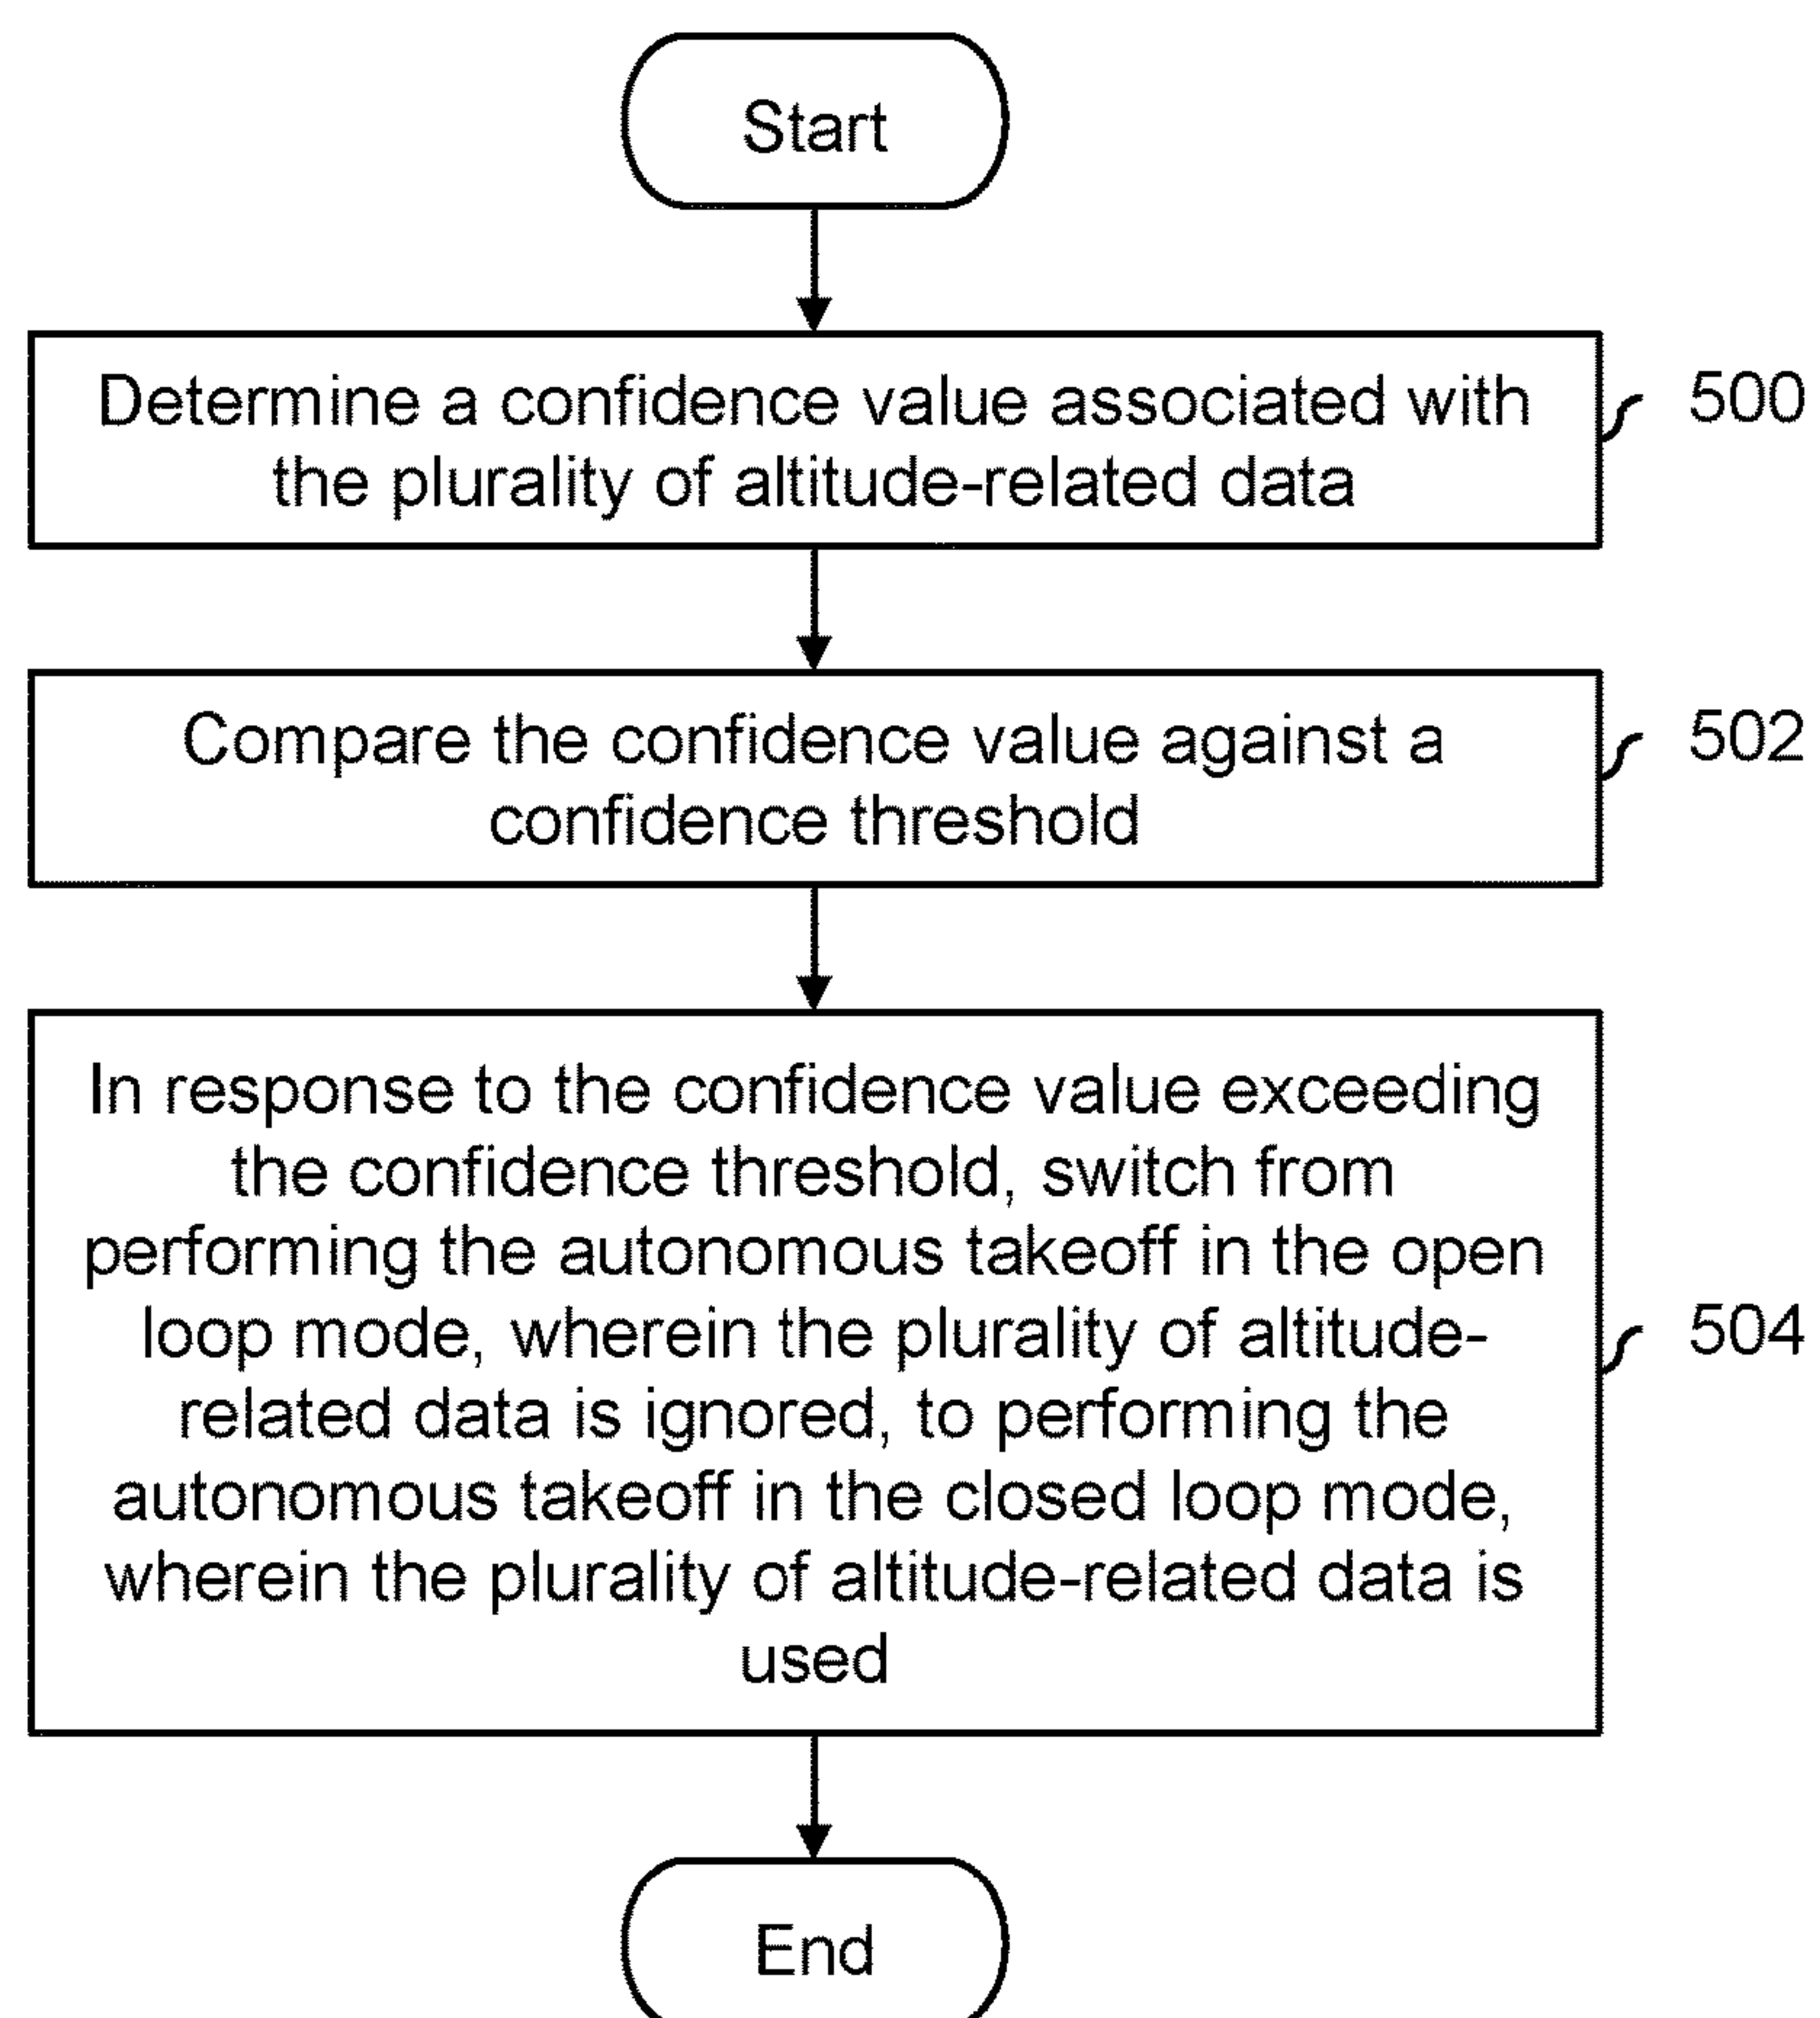 Start
Determine a confidence value associated with
the plurality of altitude-related data
500
Compare the confidence value against a
confidence threshold
502
In response to the confidence value exceeding
the confidence threshold, switch from
performing the autonomous takeoff in the open
loop mode, wherein the plurality of altitude-
related data is ignored, to performing the
autonomous takeoff in the closed loop mode,
wherein the plurality of altitude-related data is
used
504
End